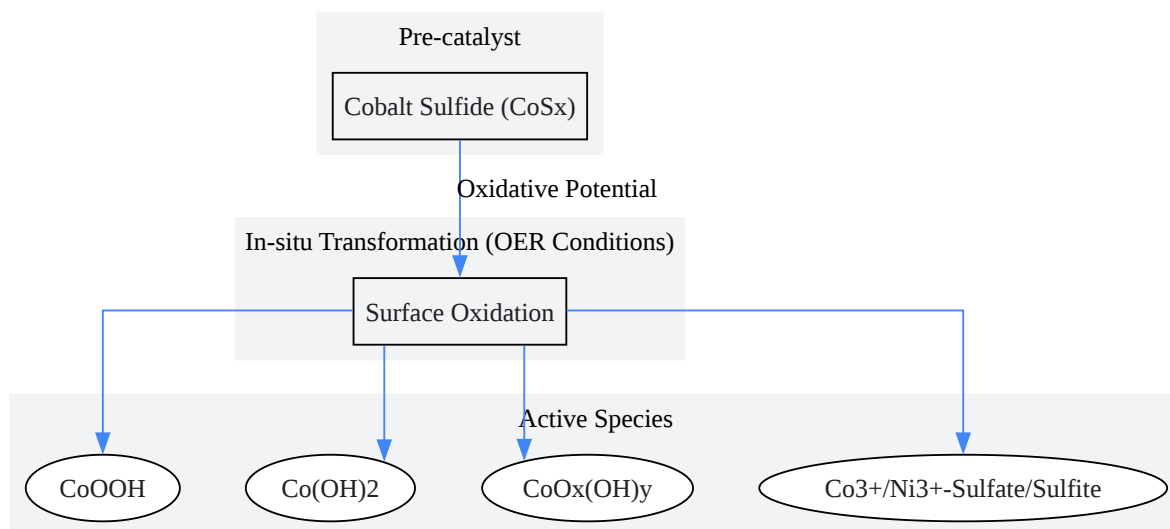 Pre-catalyst
Cobalt Sulfide (CoSx)
Oxidative Potential
In-situ Transformation (OER Conditions)
Surface Oxidation
Active Species
CoOOH
Co(OH)2
CoOx(OH)y
Co3+/Ni3+-Sulfate/Sulfite